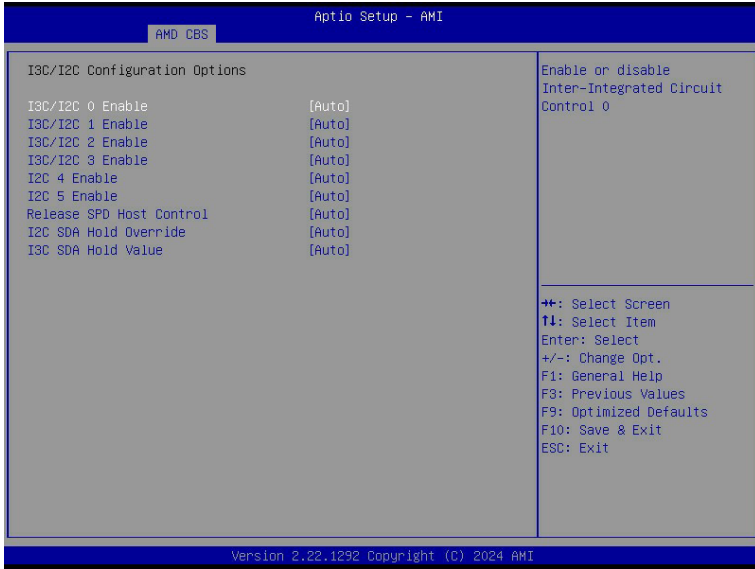 Aptio Setup - AMI
AMD CBS
I3C/I2C Configuration Options
I3C/I2C 0 Enable [Auto]
I3C/I2C 1 Enable [Auto]
I3C/I2C 2 Enable [Auto]
I3C/I2C 3 Enable [Auto]
I2C 4 Enable [Auto]
I2C 5 Enable [Auto]
Release SPD Host Control [Auto]
I2C SDA Hold Override [Auto]
I3C SDA Hold Value [Auto]
Enable or disable
Inter-Integrated Circuit
Control 0
→←: Select Screen
↑↓: Select Item
Enter: Select
+/-: Change Opt.
F1: General Help
F3: Previous Values
F9: Optimized Defaults
F10: Save & Exit
ESC: Exit
Version 2.22.1292 Copyright (C) 2024 AMI